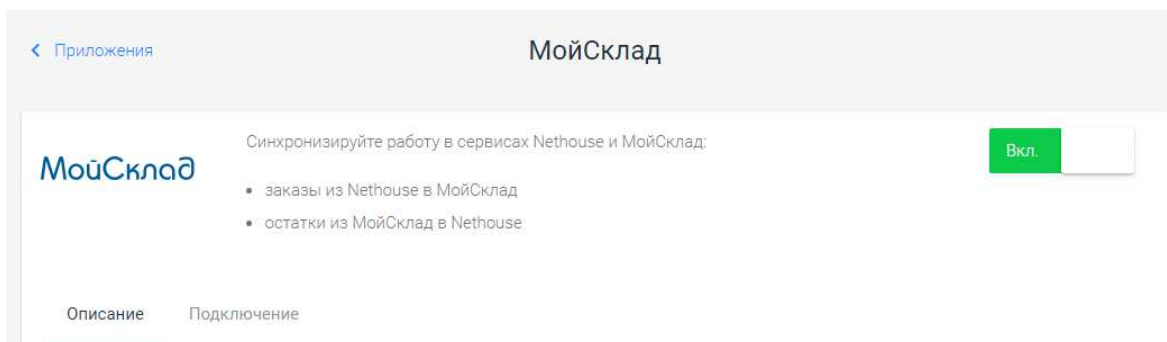 Приложения
МойСклад
МойСклад
Синхронизируйте работу в сервисах Nethouse и МойСклад:
Вкл.
• заказы из Nethouse в МойСклад
• остатки из МойСклад в Nethouse
Описание Подключение